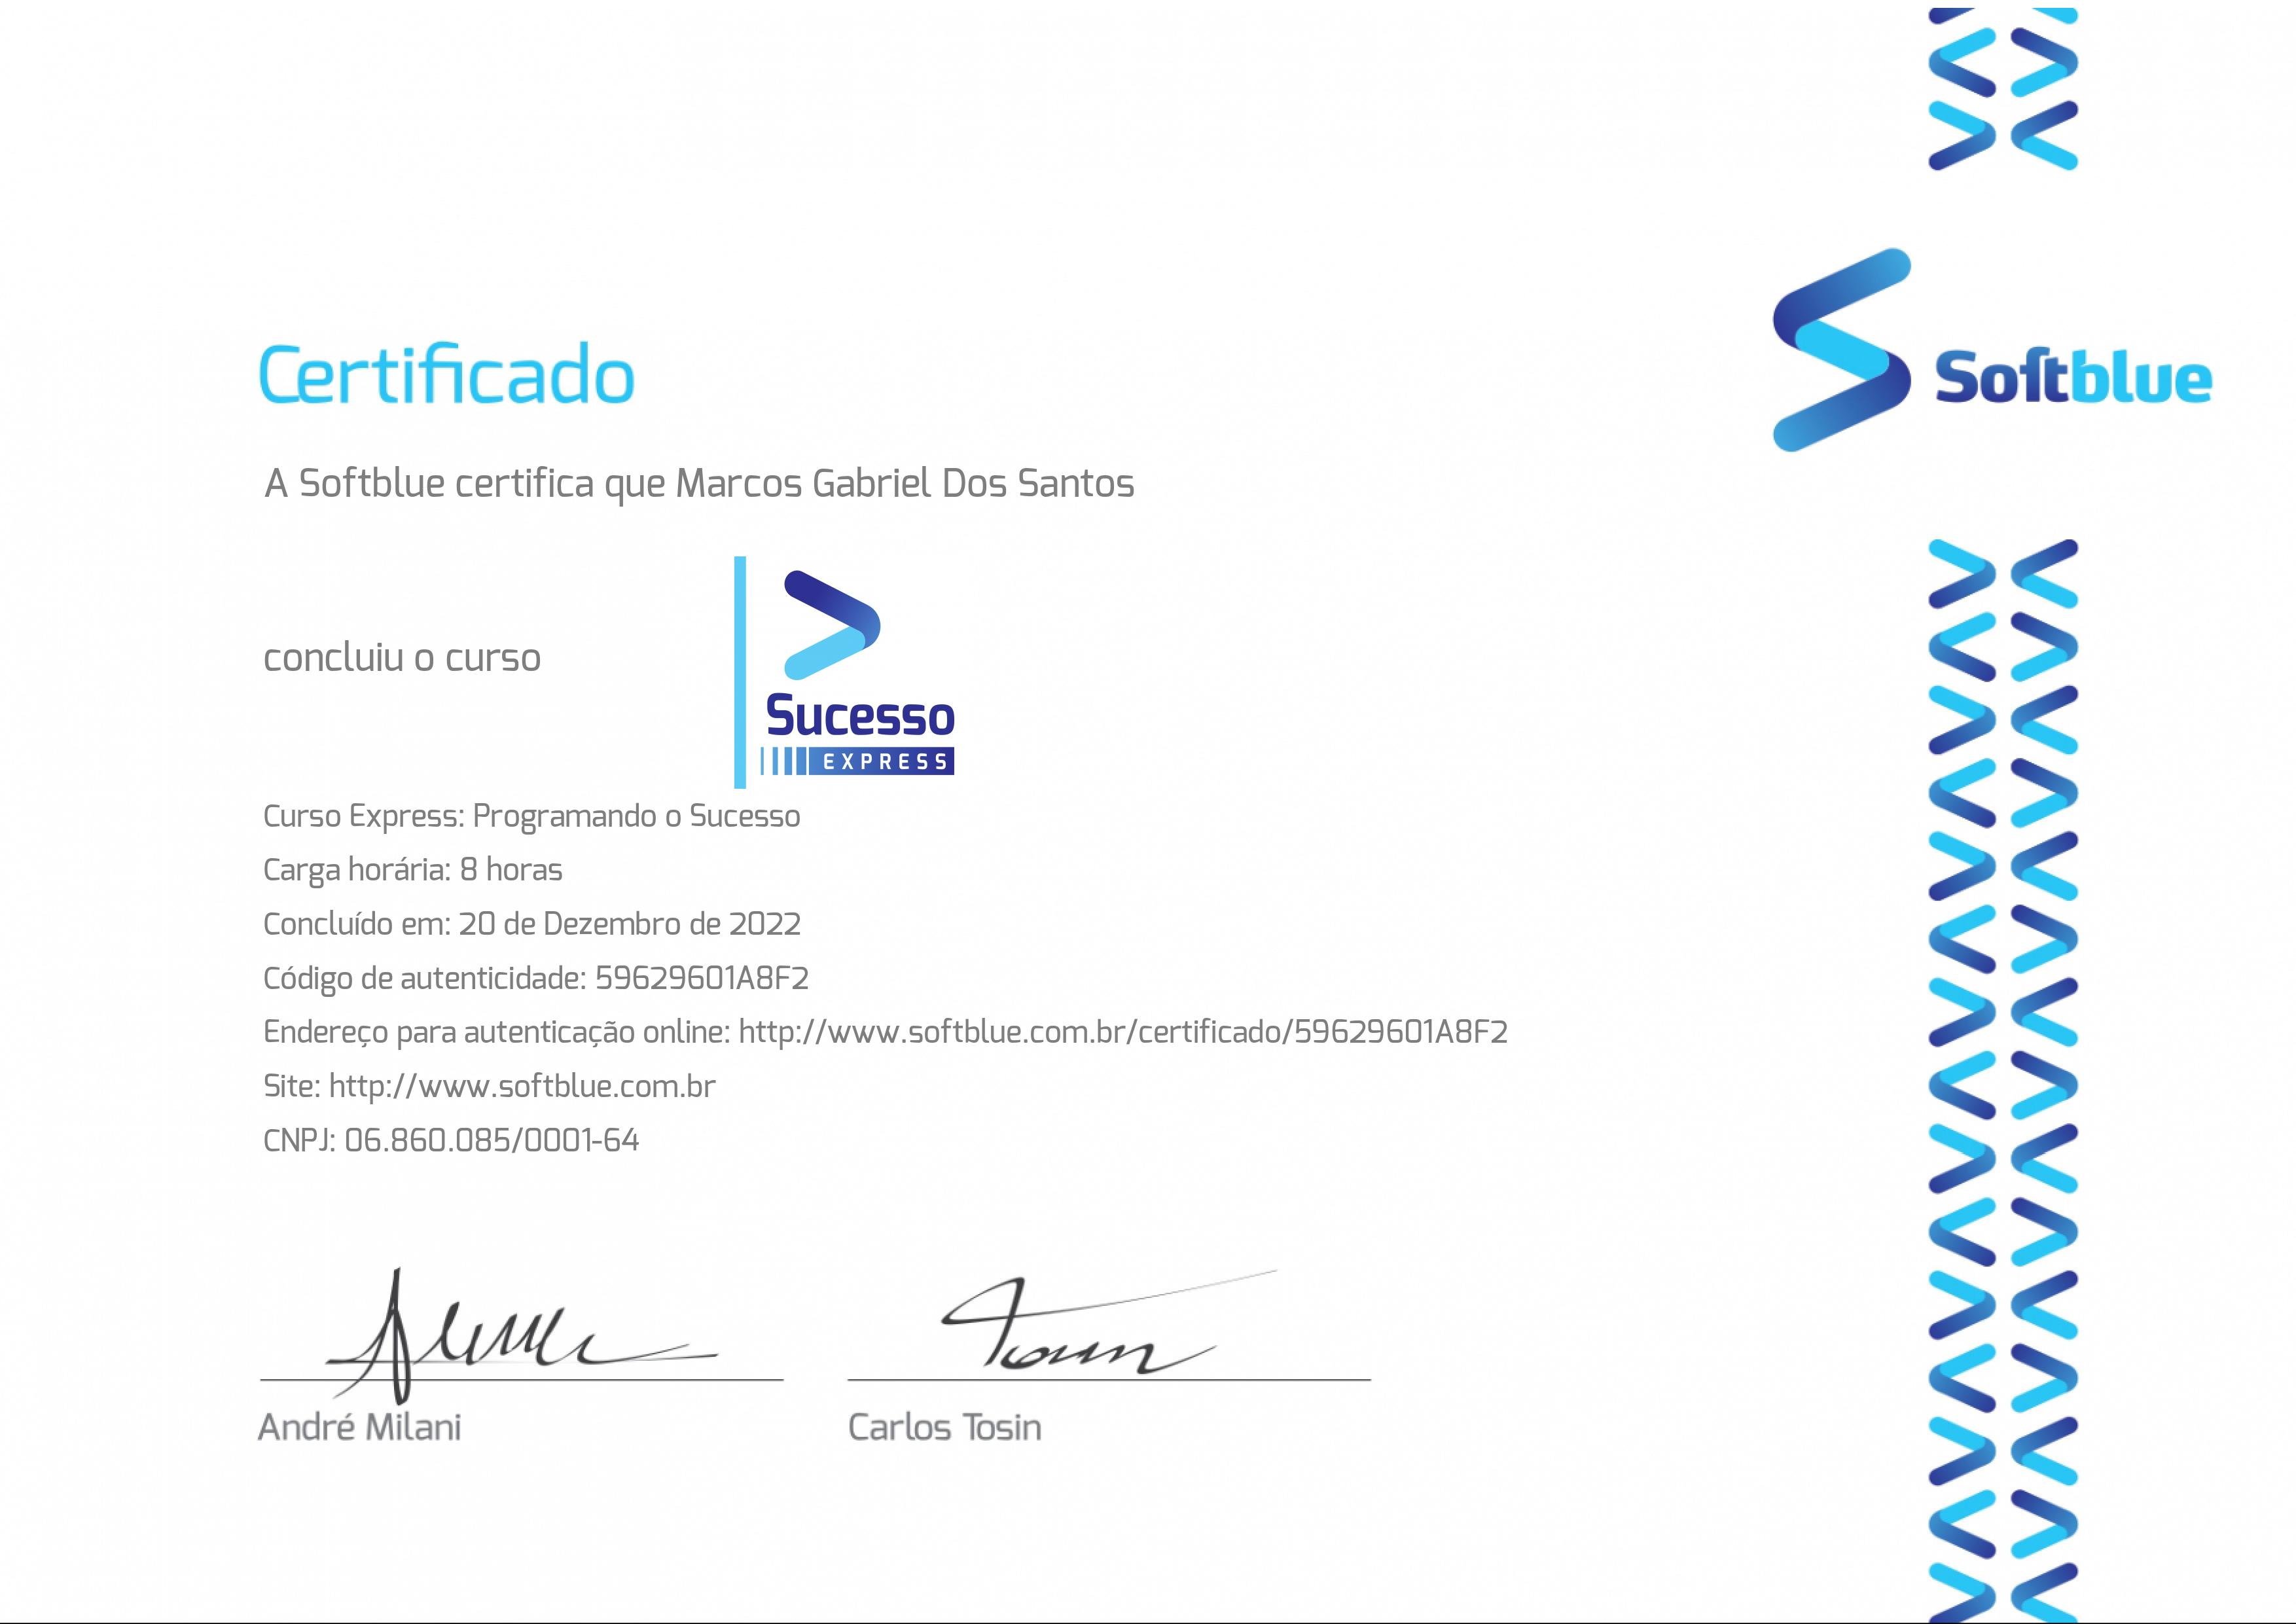 Softblue
Certificado
A Softblue certifica que Marcos Gabriel Dos Santos
concluiu o curso
Sucesso
EXPRESS
Curso Express: Programando o Sucesso
Carga horária: 8 horas
Concluído em: 20 de Dezembro de 2022
Código de autenticidade: 59629601A8F2
Endereço para autenticação online: http://www.softblue.com.br/certificado/59629601A8F2
Site: http://www.softblue.com.br
CNPJ: 06.860.085/0001-64
André Milani
Carlos Tosin